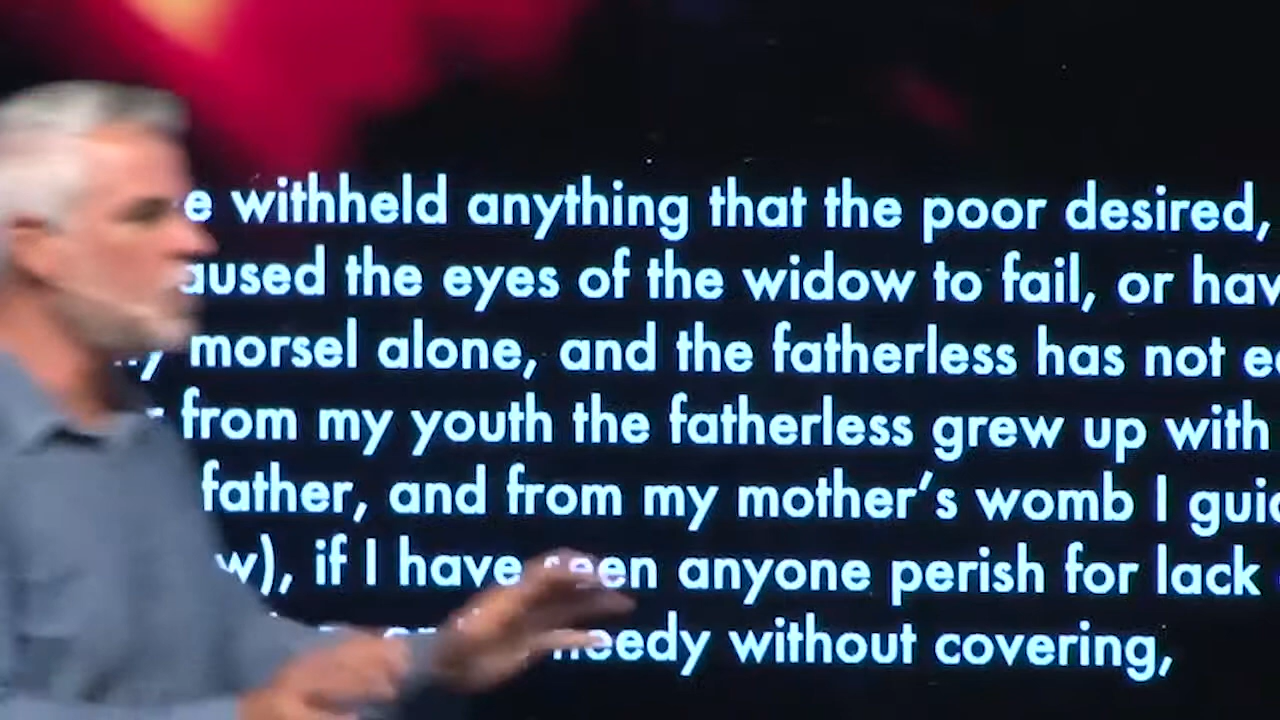 e withheld anything that the poor desired,
aused the eyes of the widow to fail, or hav
morsel alone, and the fatherless has not e
from my youth the fatherless grew up with
father, and from my mother’s womb I gui
w), if I have seen anyone perish for lack
needy without covering,